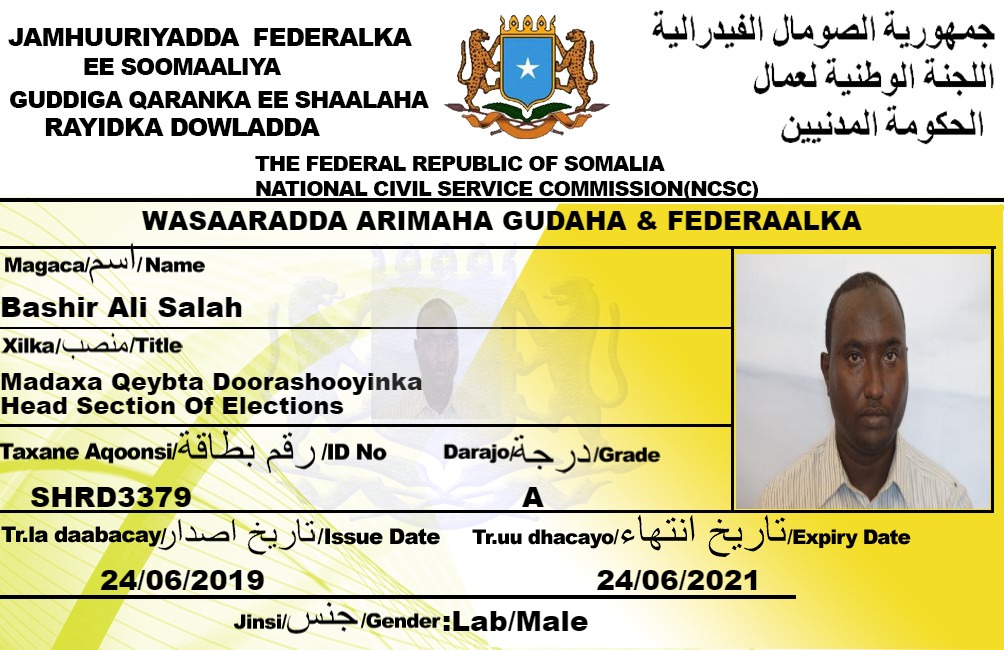 JAMHUURIYADDA FEDERALKA
EE SOOMAALIYA
GUDDIGA QARANKA EE SHAALAHA
RAYIDKA DOWLADDA
جمهورية الصومال الفيدرالية
اللجنة الوطنية لعمال
الحكومة المدنيين
THE FEDERAL REPUBLIC OF SOMALIA
NATIONAL CIVIL SERVICE COMMISSION(NCSC)
WASAARADDA ARIMAHA GUDAHA & FEDERAALKA
Magaca/اسم/Name
Bashir Ali Salah
Xilka/منصب/Title
Madaxa Qeybta Doorashooyinka
Head Section Of Elections
Taxane Aqoonsi/رقم بطاقة/ID No
Darajo/درجة/Grade
SHRD3379
A
Tr.la daabacay/تاريخ اصدار/Issue Date
Tr.uu dhacayo/تاريخ انتهاء/Expiry Date
24/06/2019
24/06/2021
Jinsi/جنس/Gender:Lab/Male